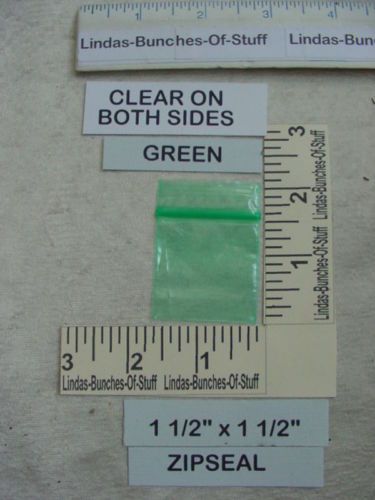 1 2 3 4
Lindas-Bunches-Of-Stuff Lindas-Bunches-Of-
CLEAR ON
BOTH SIDES
GREEN
3 2 1
Lindas-Bunches-Of-Stuff Lindas-Bunches-Of-Stuff
3 2 1
Lindas-Bunches-Of-Stuff Lindas-Bunches-Of-Stuff
1 1/2" x 1 1/2"
ZIPSEAL